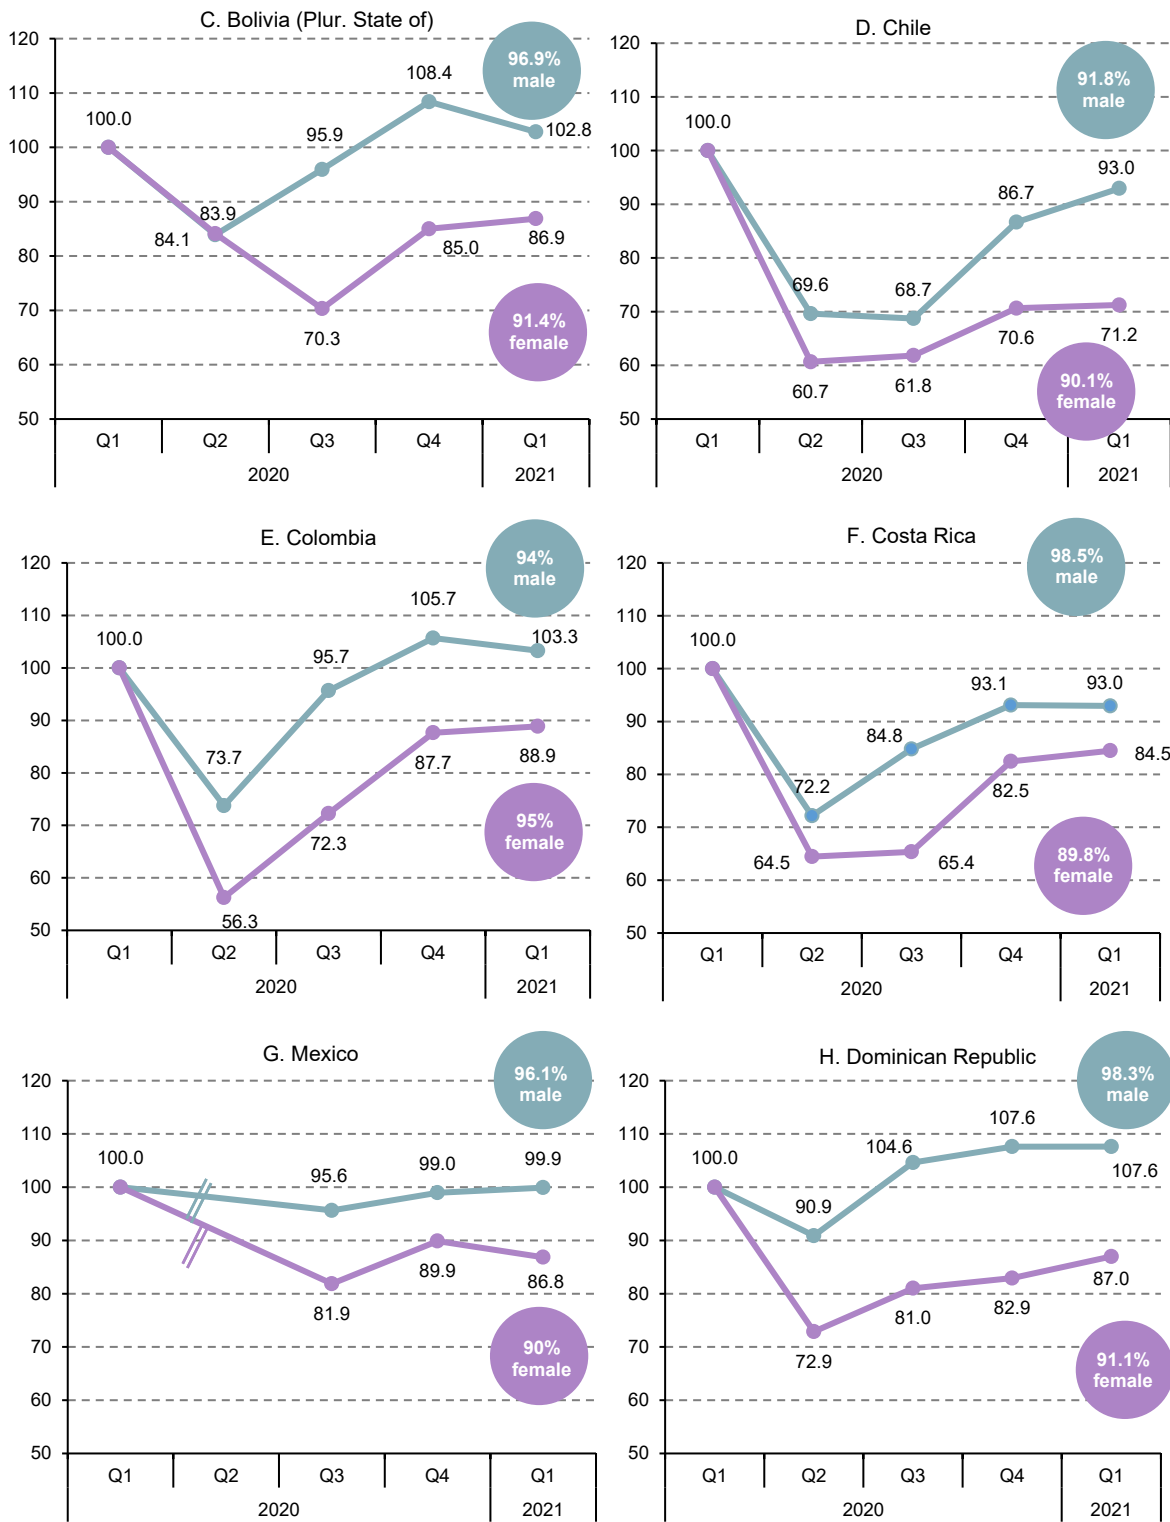 C. Bolivia (Plur. State of)
120
110
100
90
80
70
60
50
96.9%
male
108.4
100.0
95.9
102.8
83.9
84.1
85.0
86.9
70.3
91.4%
female
Q1
Q2
Q3
Q4
Q1
2020
2021
D. Chile
120
110
100
90
80
70
60
50
91.8%
male
100.0
93.0
86.7
69.6
68.7
70.6
71.2
60.7
61.8
90.1%
female
Q1
Q2
Q3
Q4
Q1
2020
2021
E. Colombia
120
110
100
90
80
70
60
50
94%
male
105.7
100.0
95.7
103.3
73.7
87.7
88.9
72.3
56.3
95%
female
Q1
Q2
Q3
Q4
Q1
2020
2021
F. Costa Rica
120
110
100
90
80
70
60
50
98.5%
male
100.0
93.1
93.0
84.8
84.5
72.2
82.5
64.5
65.4
89.8%
female
Q1
Q2
Q3
Q4
Q1
2020
2021
G. Mexico
120
110
100
90
80
70
60
50
96.1%
male
100.0
95.6
99.0
99.9
89.9
86.8
81.9
90%
female
Q1
Q2
Q3
Q4
Q1
2020
2021
H. Dominican Republic
120
110
100
90
80
70
60
50
98.3%
male
107.6
100.0
104.6
107.6
90.9
87.0
81.0
82.9
72.9
91.1%
female
Q1
Q2
Q3
Q4
Q1
2020
2021